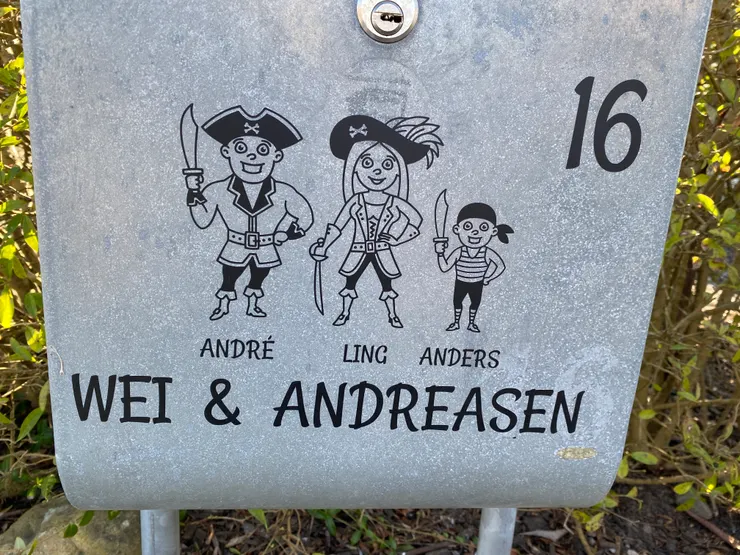 16
ANDRÉ LING ANDERS
WEI & ANDREASEN